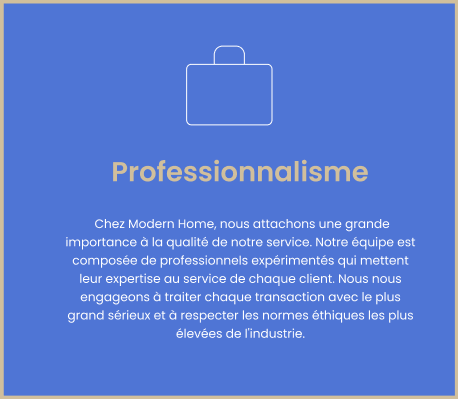 Professionnalisme
Chez Modern Home, nous attachons une grande
importance à la qualité de notre service. Notre équipe est
composée de professionnels expérimentés qui mettent
leur expertise au service de chaque client. Nous nous
engageons à traiter chaque transaction avec le plus
grand sérieux et à respecter les normes éthiques les plus
élevées de l'industrie.